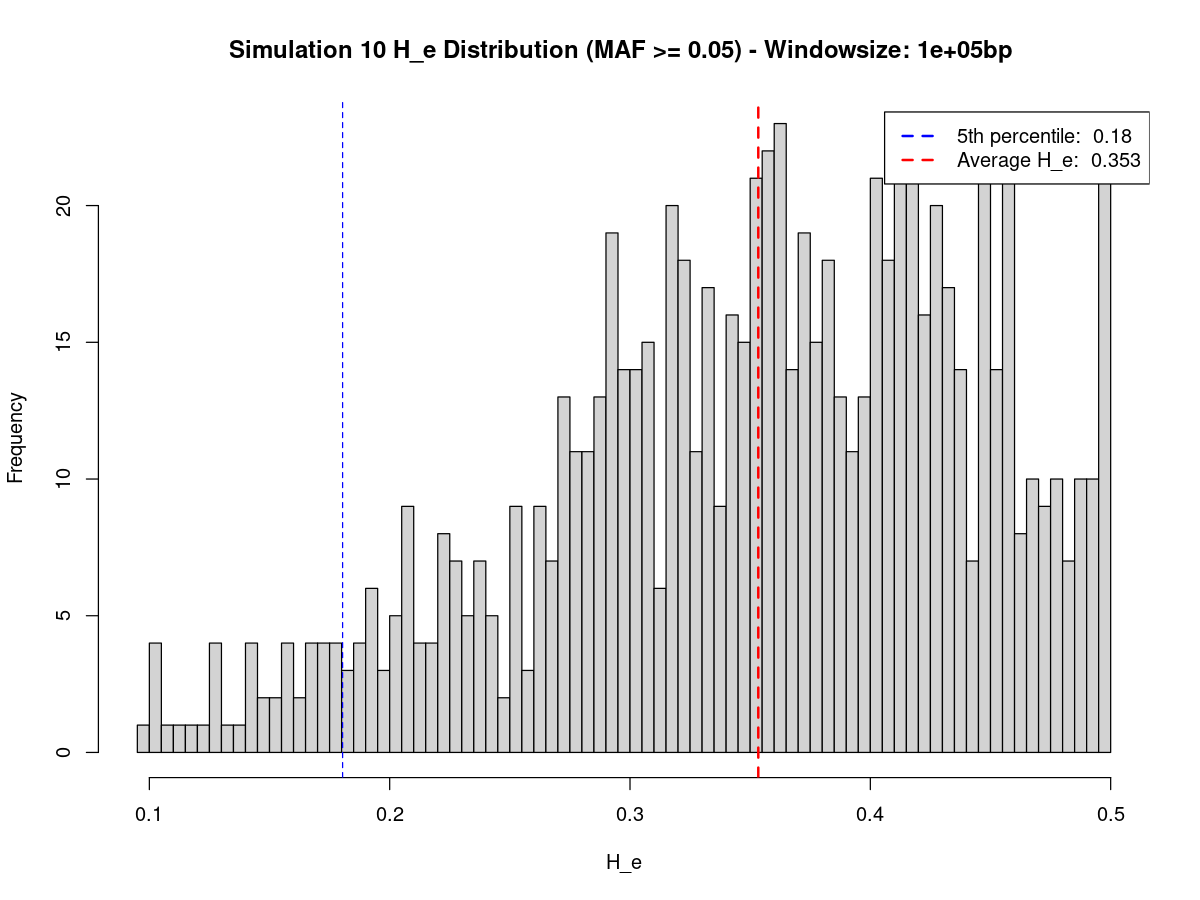 Simulation 10 H_e Distribution (MAF >= 0.05) - Windowsize: 1e+05bp
5th percentile: 0.18
Average H_e: 0.353
Frequency
20
15
10
5
0
0.1 0.2 0.3 0.4 0.5
H_e